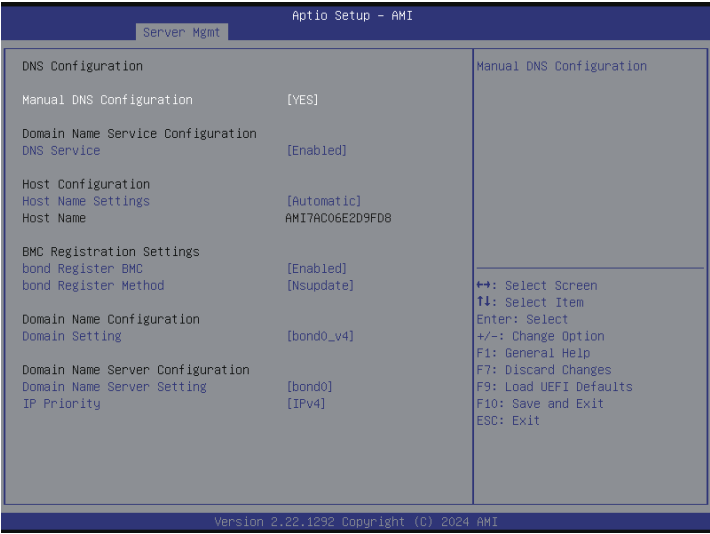 Aptio Setup – AMI
Server Mgmt
DNS Configuration
Manual DNS Configuration [YES]
Domain Name Service Configuration
DNS Service [Enabled]
Host Configuration
Host Name Settings [Automatic]
Host Name AMI7AC06E2D9FD8
BMC Registration Settings
bond Register BMC [Enabled]
bond Register Method [Nsupdate]
Domain Name Configuration
Domain Setting [bond0_v4]
Domain Name Server Configuration
Domain Name Server Setting [bond0]
IP Priority [IPv4]
Manual DNS Configuration
↔: Select Screen
↑↓: Select Item
Enter: Select
+/-: Change Option
F1: General Help
F7: Discard Changes
F9: Load UEFI Defaults
F10: Save and Exit
ESC: Exit
Version 2.22.1292 Copyright (C) 2024 AMI